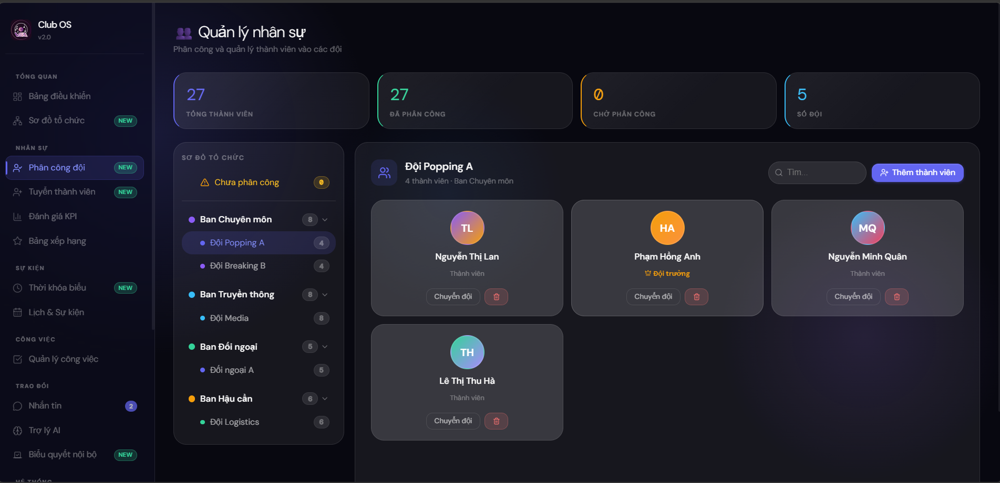 Club OS
v2.0
TỔNG QUAN
Bảng điều khiển
Sơ đồ tổ chức
NEW
NHÂN SỰ
Phân công đội
NEW
Tuyển thành viên
NEW
Đánh giá KPI
Bảng xếp hạng
SỰ KIỆN
Thời khóa biểu
NEW
Lịch & Sự kiện
CÔNG VIỆC
Quản lý công việc
TRAO ĐỔI
Nhắn tin
2
Trợ lý AI
Biểu quyết nội bộ
NEW
HỆ THỐNG
Quản lý nhân sự
Phân công và quản lý thành viên vào các đội
27
TỔNG THÀNH VIÊN
27
ĐÃ PHÂN CÔNG
0
CHỜ PHÂN CÔNG
5
SỐ ĐỘI
SƠ ĐỒ TỔ CHỨC
Chưa phân công
0
Ban Chuyên môn
8
Đội Popping A
4
Đội Breaking B
4
Ban Truyền thông
8
Đội Media
8
Ban Đối ngoại
5
Đối ngoại A
5
Ban Hậu cần
6
Đội Logistics
6
Đội Popping A
4 thành viên · Ban Chuyên môn
Tìm...
Thêm thành viên
TL
Nguyễn Thị Lan
Thành viên
Chuyển đội
HA
Phạm Hồng Anh
Đội trưởng
Chuyển đội
MQ
Nguyễn Minh Quân
Thành viên
Chuyển đội
TH
Lê Thị Thu Hà
Thành viên
Chuyển đội